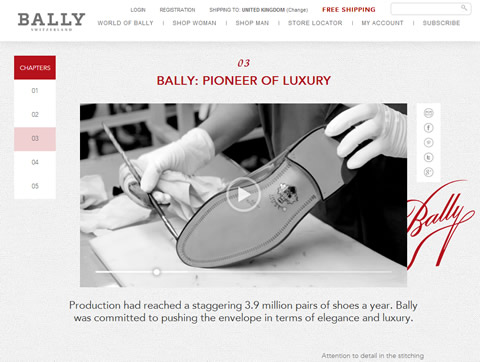 BALLY
SWITZERLAND
LOGIN REGISTRATION SHIPPING TO: UNITED KINGDOM (Change) FREE SHIPPING
WORLD OF BALLY | SHOP WOMAN | SHOP MAN | STORE LOCATOR | MY ACCOUNT | SUBSCRIBE
CHAPTERS
01
02
03
04
05
03
BALLY: PIONEER OF LUXURY
Bally
Production had reached a staggering 3.9 million pairs of shoes a year. Bally
was committed to pushing the envelope in terms of elegance and luxury.
Attention to detail in the stitching